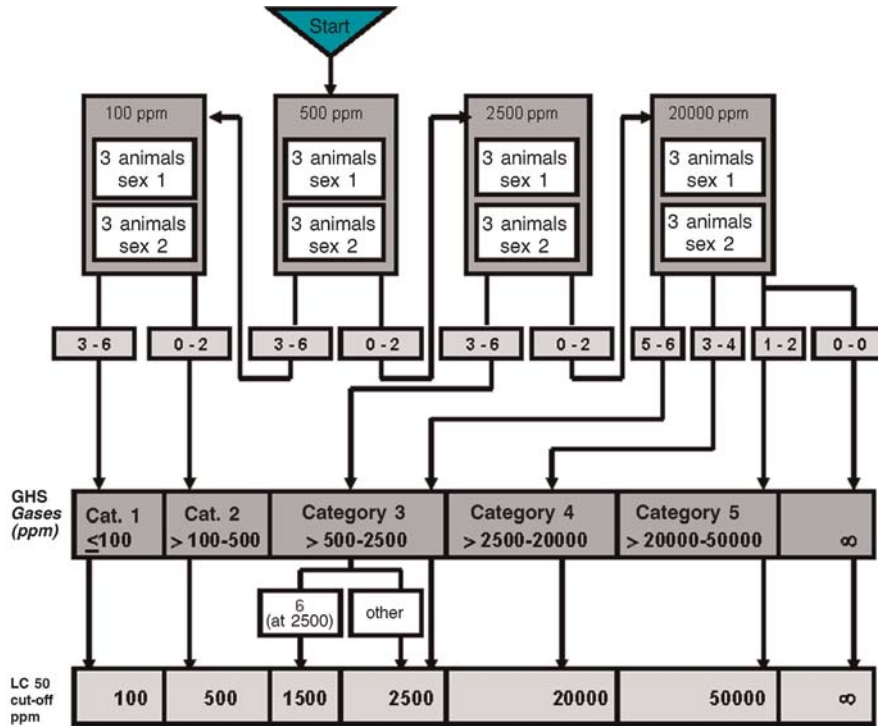 Start
100 ppm
500 ppm
2500 ppm
20000 ppm
3 animals
sex 1
3 animals
sex 1
3 animals
sex 1
3 animals
sex 1
3 animals
sex 2
3 animals
sex 2
3 animals
sex 2
3 animals
sex 2
3 - 6
0 - 2
3 - 6
0 - 2
3 - 6
0 - 2
5 - 6
3 - 4
1 - 2
0 - 0
GHS
Gases
(ppm)
Cat. 1
≤100
Cat. 2
> 100-500
Category 3
> 500-2500
Category 4
> 2500-20000
Category 5
> 20000-50000
∞
6
(at 2500)
other
LC 50
cut-off
ppm
100
500
1500
2500
20000
50000
∞